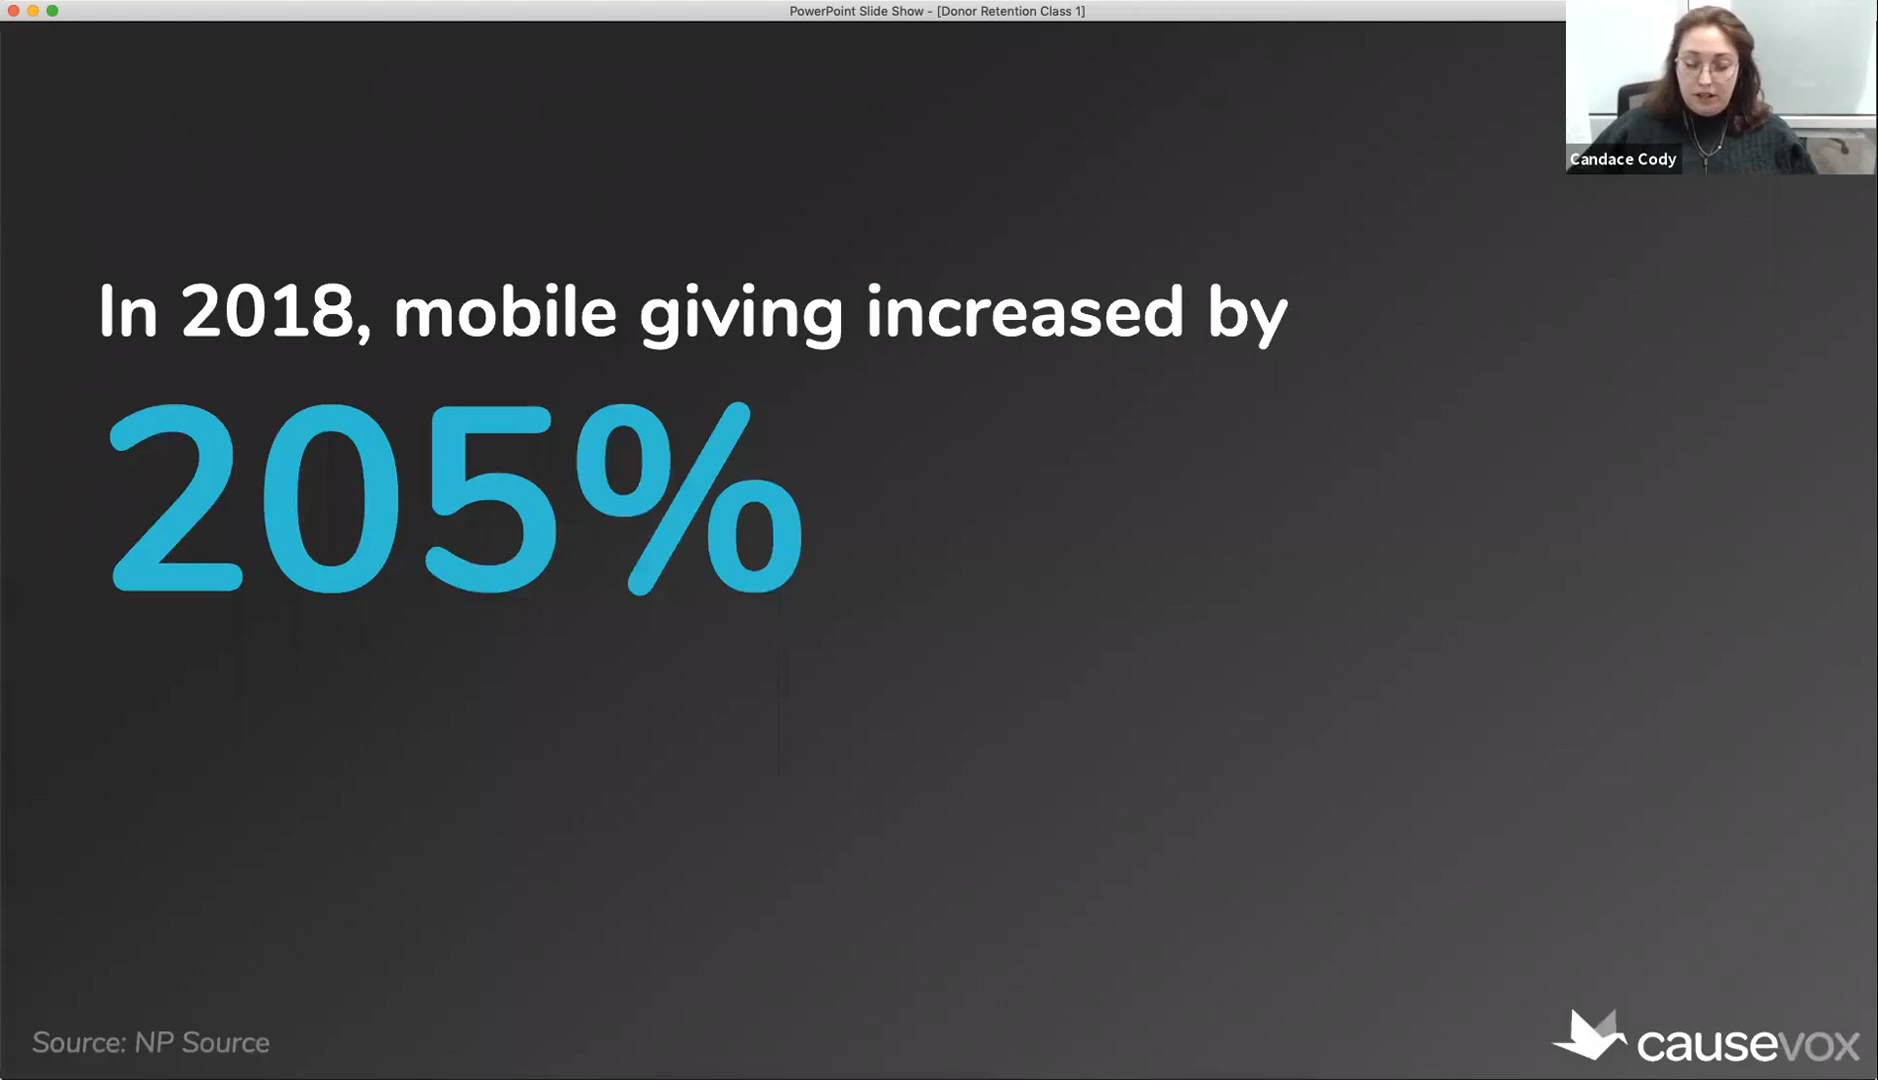 PowerPoint Slide Show - [Donor Retention Class 1]
Candace Cody
In 2018, mobile giving increased by
205%
Source: NP Source
causevox